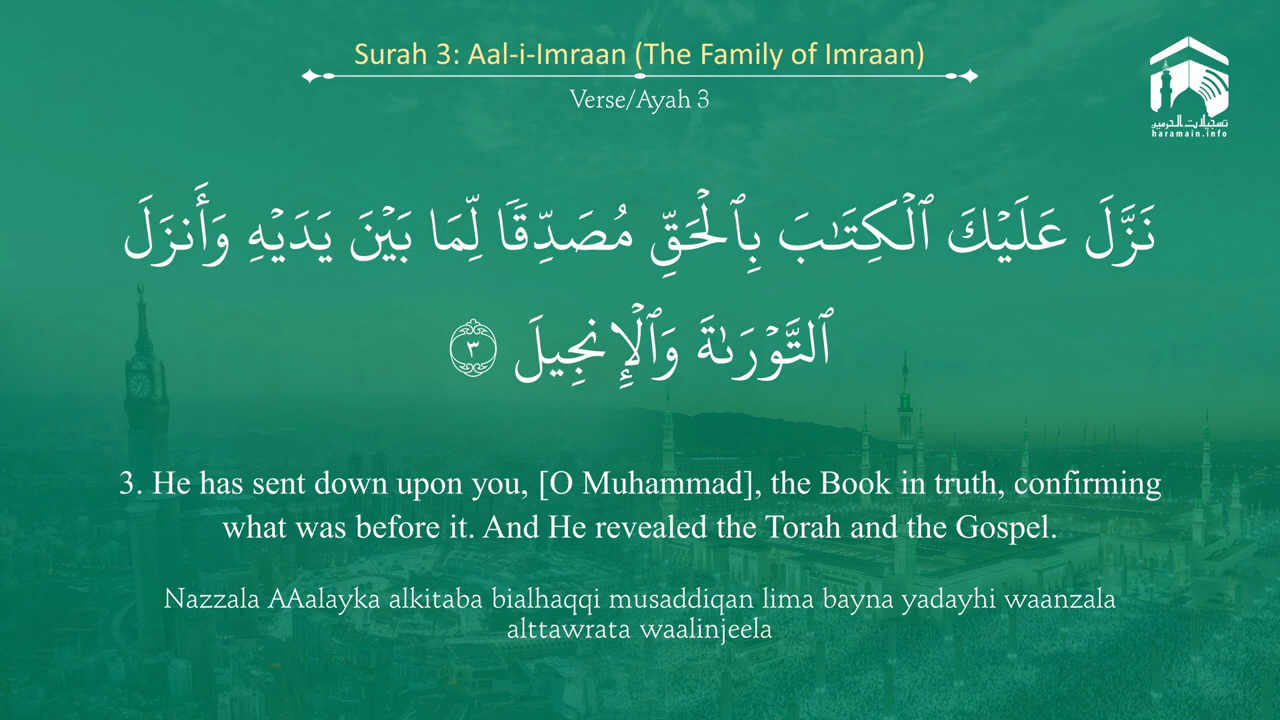 Surah 3: Aal-i-Imraan (The Family of Imraan)
Verse/Ayah 3
تسجيلات الحرمين
haramain.info
نَزَّلَ عَلَيْكَ ٱلْكِتَـٰبَ بِٱلْحَقِّ مُصَدِّقًا لِّمَا بَيْنَ يَدَيْهِ وَأَنزَلَ
ٱلتَّوْرَىٰةَ وَٱلْإِنجِيلَ ٣
3. He has sent down upon you, [O Muhammad], the Book in truth, confirming
what was before it. And He revealed the Torah and the Gospel.
Nazzala AAalayka alkitaba bialhaqqi musaddiqan lima bayna yadayhi waanzala
alttawrata waalinjeela